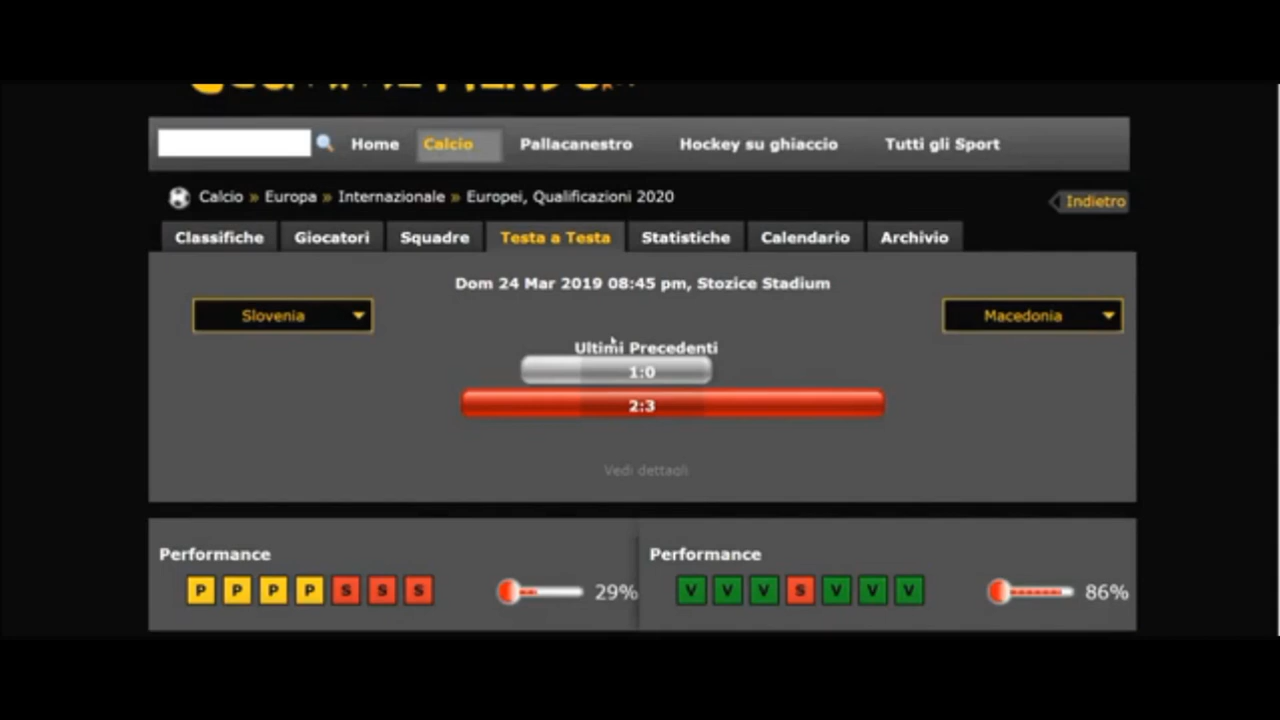 Home Calcio Pallacanestro Hockey su ghiaccio Tutti gli Sport
Calcio » Europa » Internazionale » Europei, Qualificazioni 2020
Indietro
Classifiche Giocatori Squadre Testa a Testa Statistiche Calendario Archivio
Dom 24 Mar 2019 08:45 pm, Stozice Stadium
Slovenia
Macedonia
Ultimi Precedenti
1:0
2:3
Vedi dettagli
Performance
P P P P S S S 29%
Performance
V V V S V V V 86%